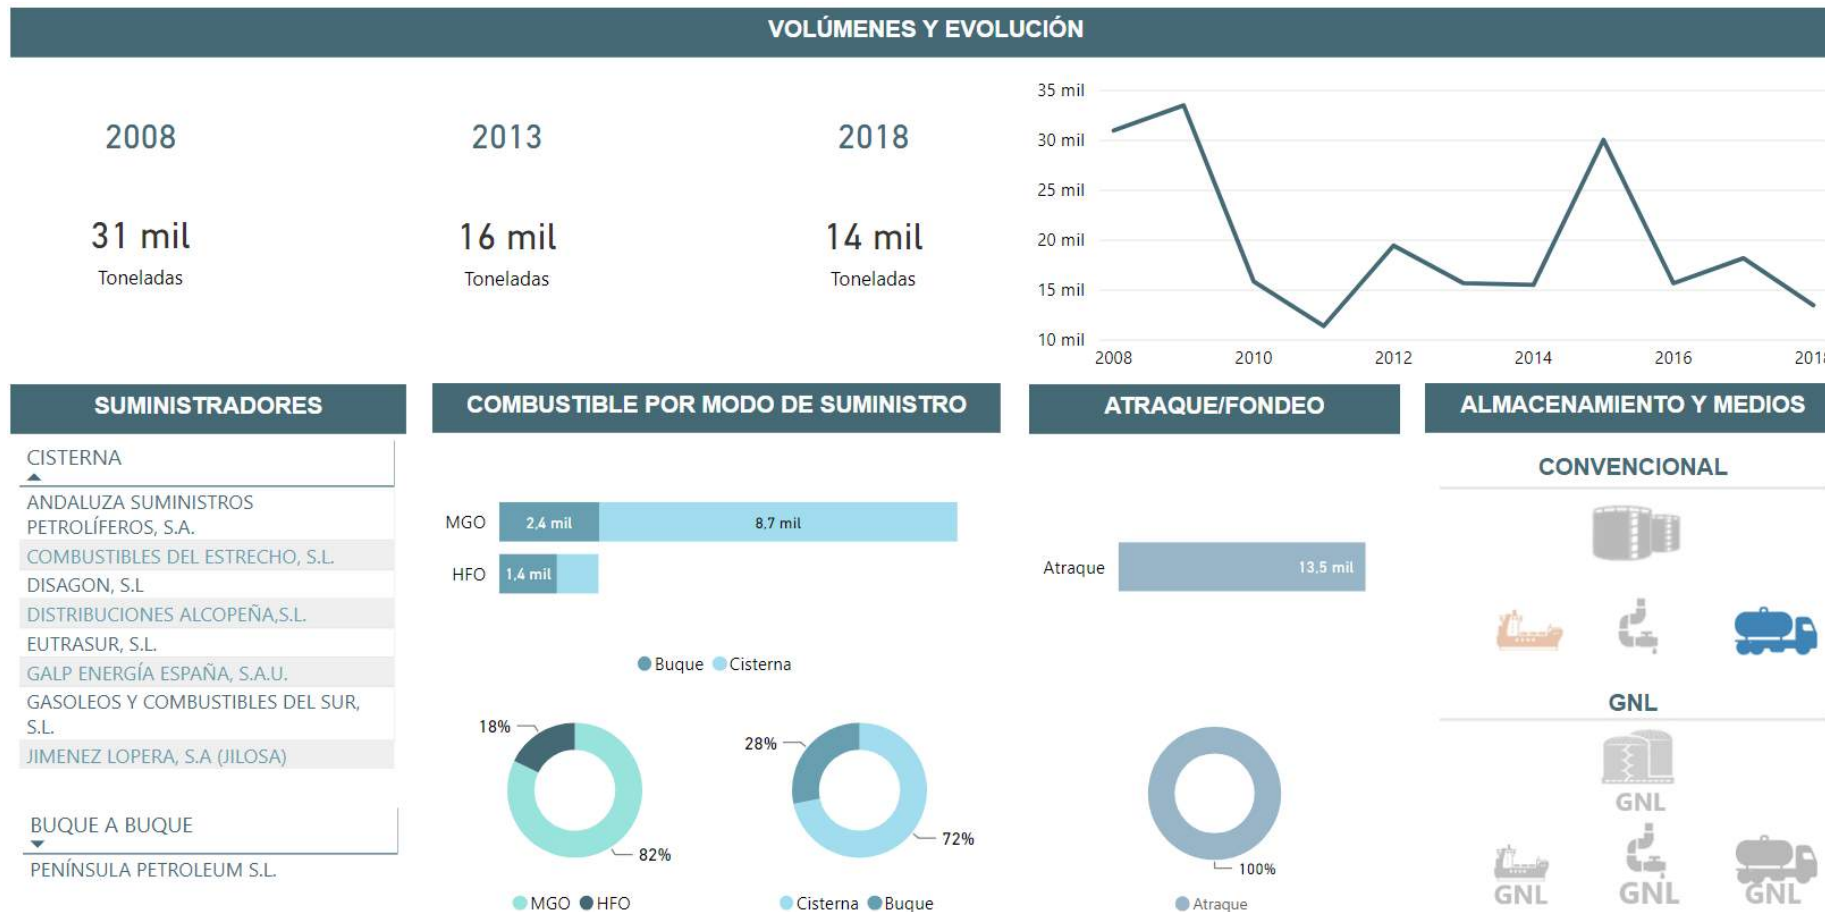 VOLÚMENES Y EVOLUCIÓN
2008
2013
2018
31 mil
Toneladas
16 mil
Toneladas
14 mil
Toneladas
35 mil
30 mil
25 mil
20 mil
15 mil
10 mil
2008
2010
2012
2014
2016
2018
SUMINISTRADORES
CISTERNA
ANDALUZA SUMINISTROS
PETROLÍFEROS, S.A.
COMBUSTIBLES DEL ESTRECHO, S.L.
DISAGON, S.L
DISTRIBUCIONES ALCOPEÑA,S.L.
EUTRASUR, S.L.
GALP ENERGÍA ESPAÑA, S.A.U.
GASOLEOS Y COMBUSTIBLES DEL SUR,
S.L.
JIMENEZ LOPERA, S.A (JILOSA)
BUQUE A BUQUE
PENÍNSULA PETROLEUM S.L.
COMBUSTIBLE POR MODO DE SUMINISTRO
MGO
2,4 mil
8,7 mil
HFO
1,4 mil
Buque
Cisterna
18%
82%
MGO
HFO
28%
72%
Cisterna
Buque
ATRAQUE/FONDEO
Atraque
13,5 mil
100%
Atraque
ALMACENAMIENTO Y MEDIOS
CONVENCIONAL
GNL
GNL
GNL
GNL
GNL